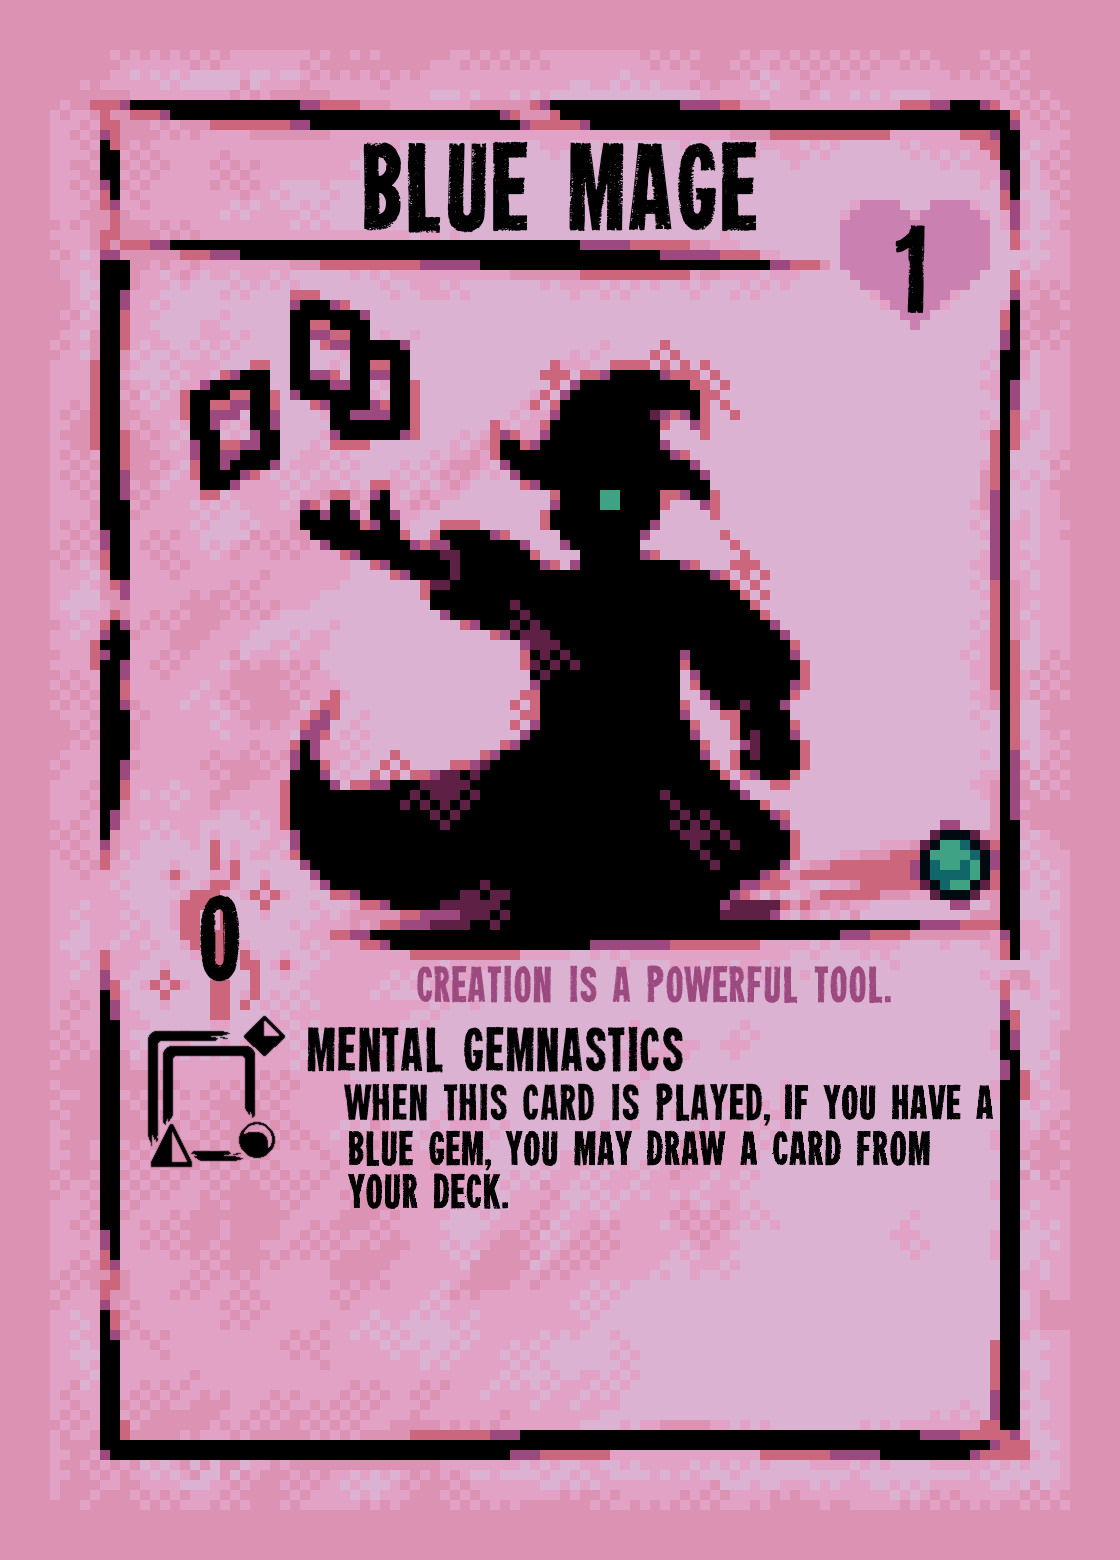 BLUE MAGE
1
0
CREATION IS A POWERFUL TOOL.
MENTAL GEMNASTICS
WHEN THIS CARD IS PLAYED, IF YOU HAVE A
BLUE GEM, YOU MAY DRAW A CARD FROM
YOUR DECK.